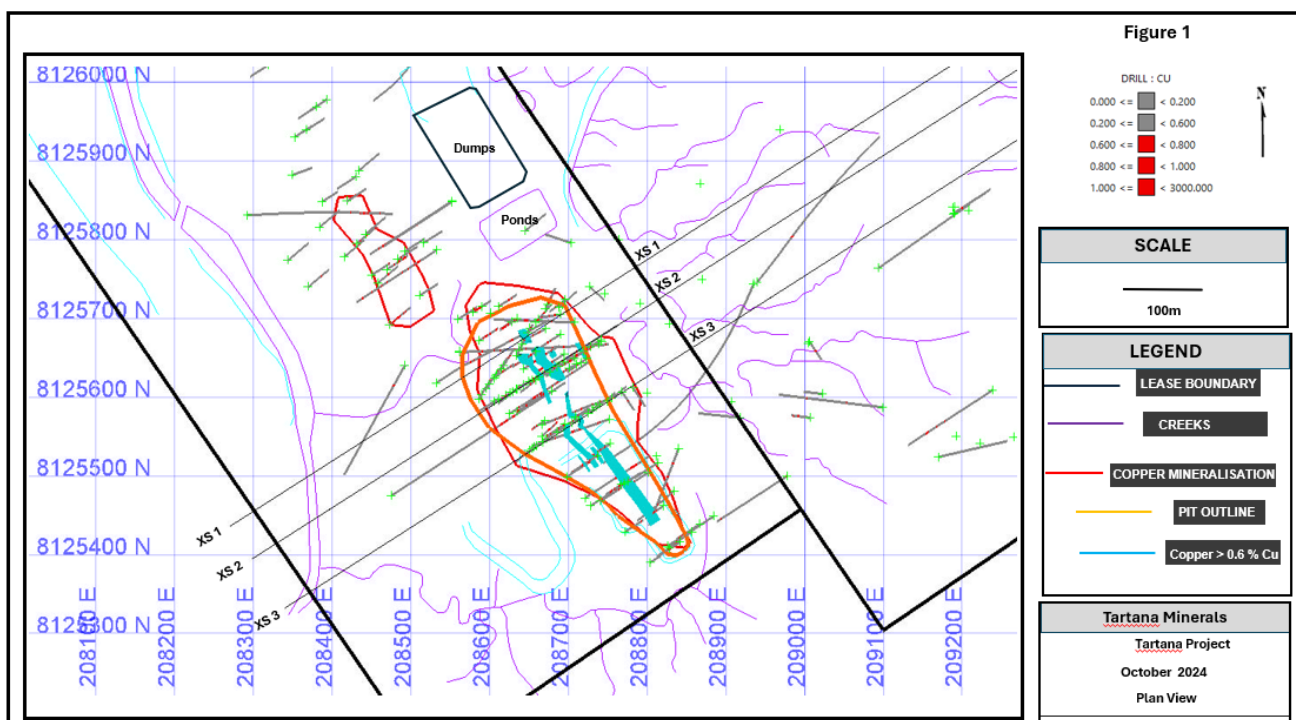 Figure 1
DRILL : CU
0.000 <= < 0.200
0.200 <= < 0.600
0.600 <= < 0.800
0.800 <= < 1.000
1.000 <= < 3000.000
N
8126000 N
8125900 N
8125800 N
8125700 N
8125600 N
8125500 N
8125400 N
8125300 N
Dumps
Ponds
XS 1
XS 2
XS 3
XS 1
XS 2
XS 3
208100 E
208200 E
208300 E
208400 E
208500 E
208600 E
208700 E
208800 E
208900 E
209000 E
209100 E
209200 E
SCALE
100m
LEGEND
LEASE BOUNDARY
CREEKS
COPPER MINERALISATION
PIT OUTLINE
Copper > 0.6 % Cu
Tartana Minerals
Tartana Project
October 2024
Plan View